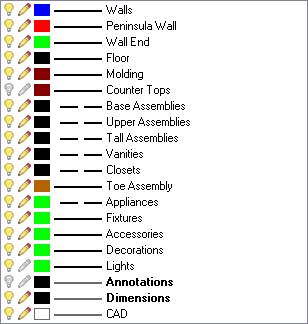 Walls
Peninsula Wall
Wall End
Floor
Molding
Counter Tops
Base Assemblies
Upper Assemblies
Tall Assemblies
Vanities
Closets
Toe Assembly
Appliances
Fixtures
Accessories
Decorations
Lights
Annotations
Dimensions
CAD